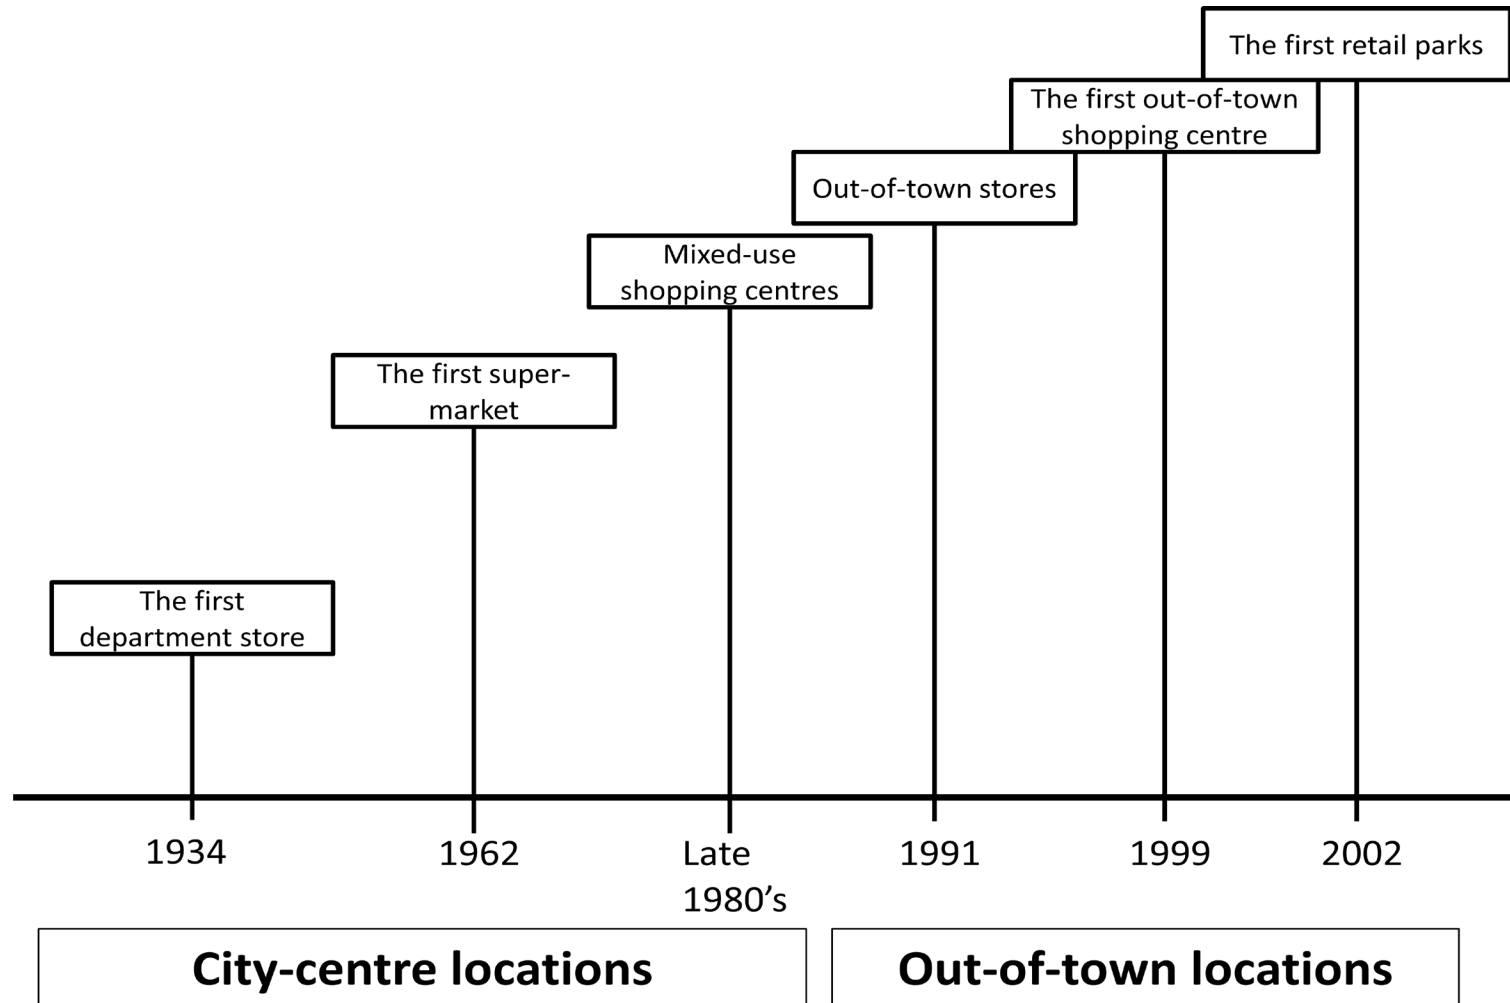 The first retail parks
The first out-of-town
shopping centre
Out-of-town stores
Mixed-use
shopping centres
The first super-
market
The first
department store
1934
1962
Late
1980’s
1991
1999
2002
City-centre locations
Out-of-town locations